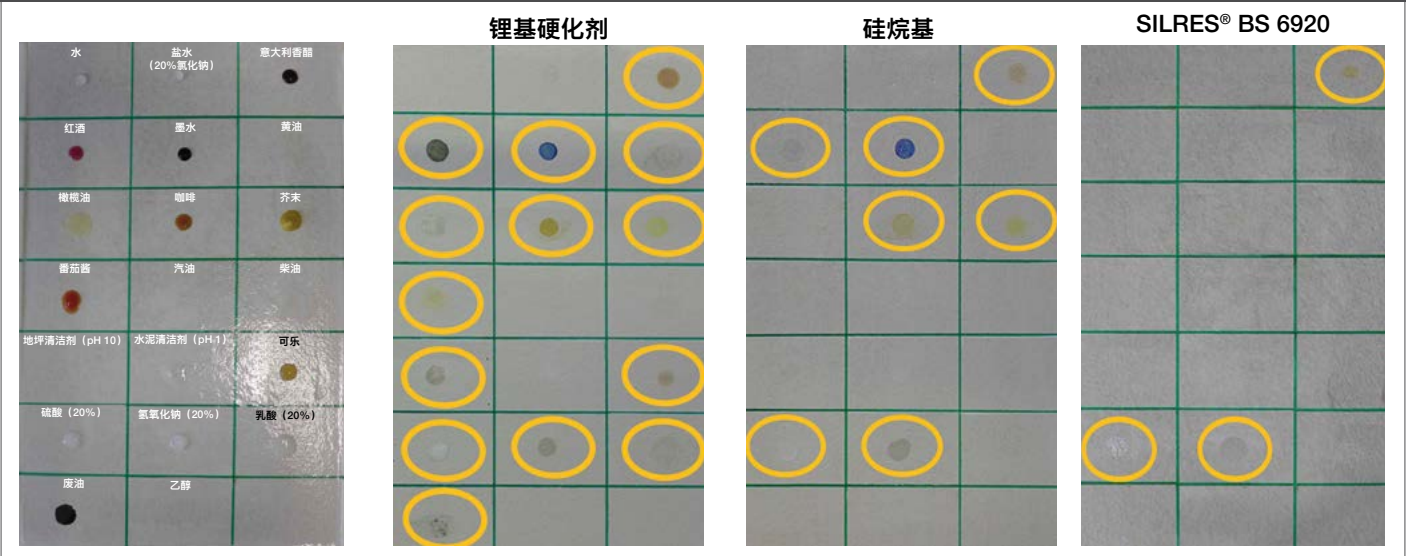 锂基硬化剂
硅烷基
SILRES® BS 6920
水
盐水
（20%氯化钠）
意大利香醋
红酒
墨水
黄油
橄榄油
咖啡
芥末
番茄酱
汽油
柴油
地坪清洁剂（pH 10）
水泥清洁剂（pH 1）
可乐
硫酸（20%）
氢氧化钠（20%）
乳酸（20%）
废油
乙醇